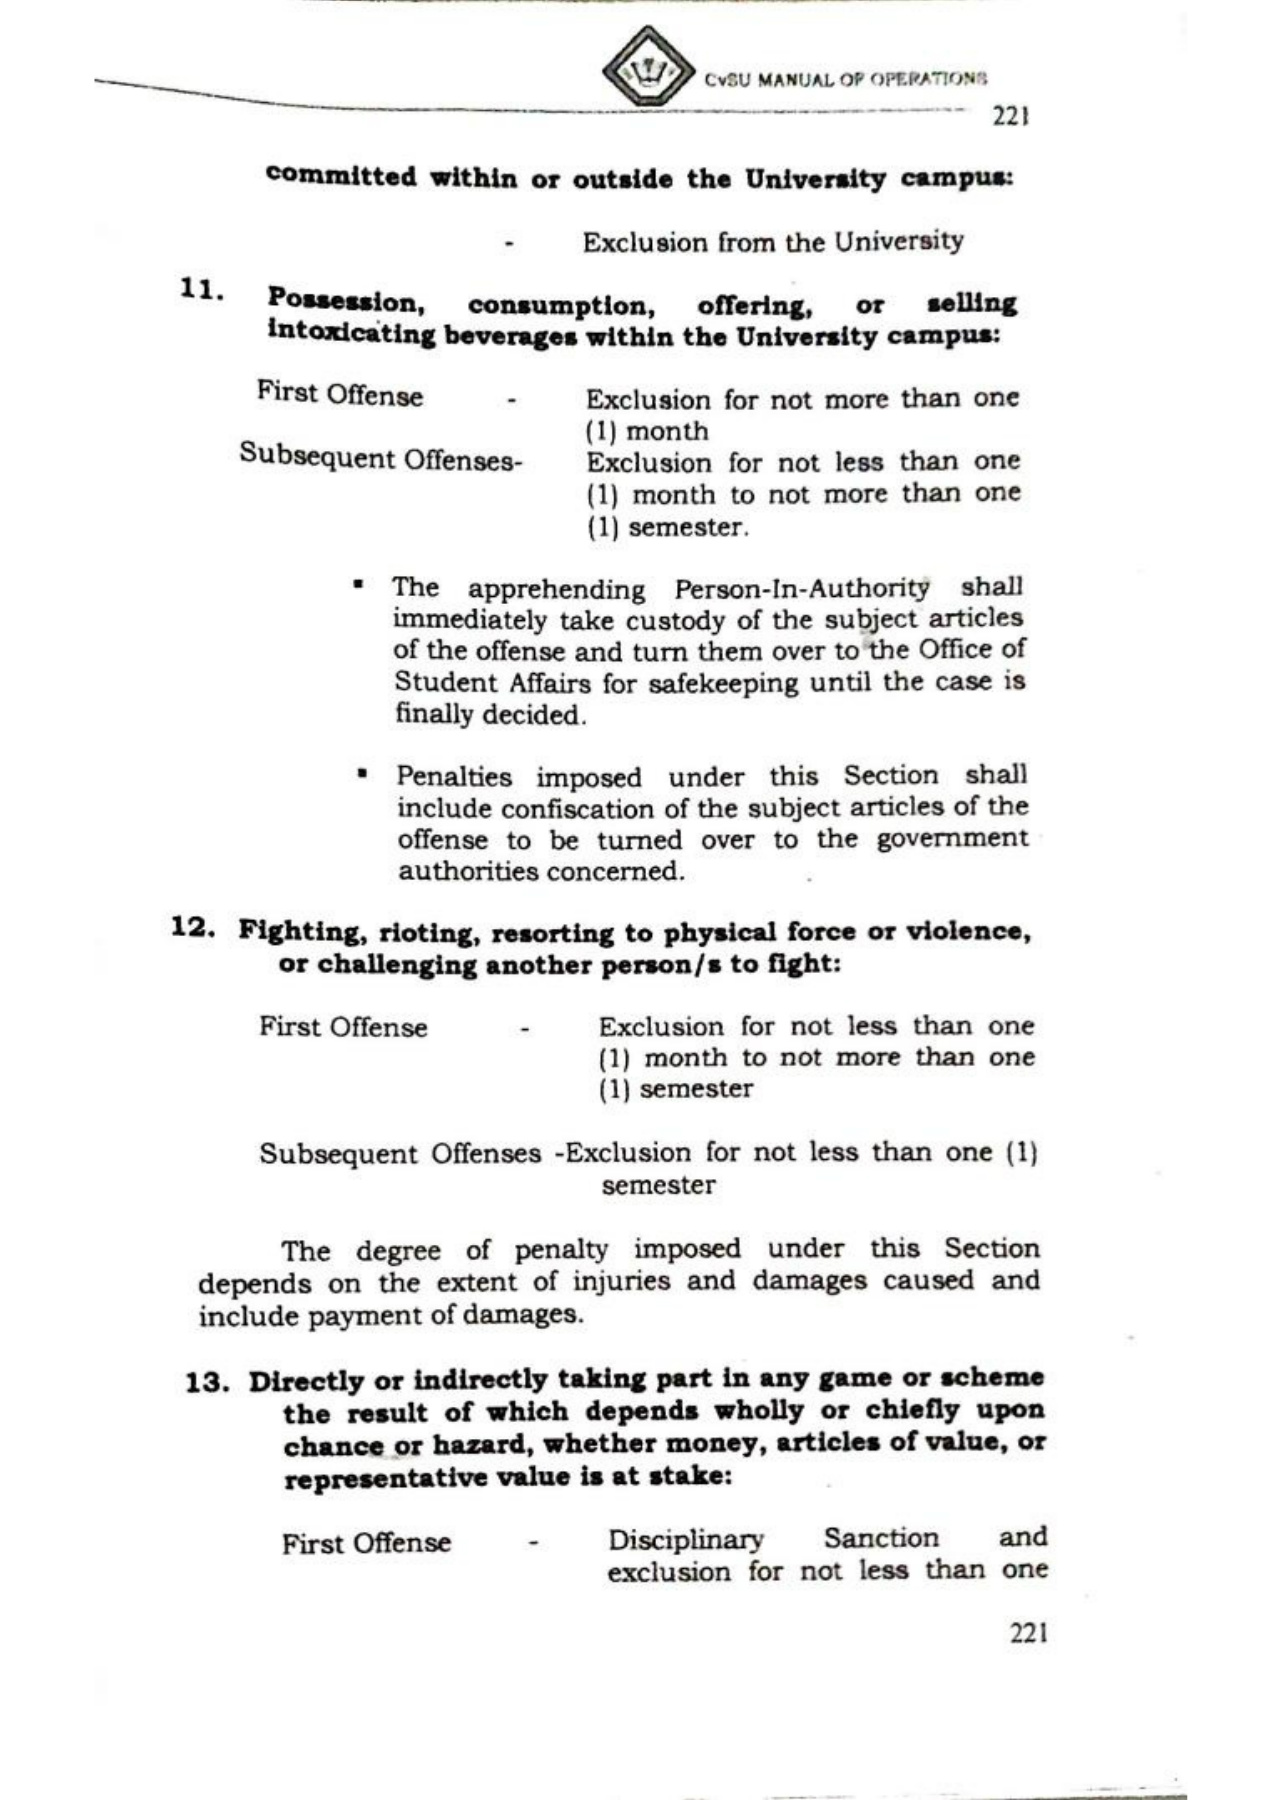 CvSU MANUAL OF OPERATIONS
221
committed within or outside the University campus:
- Exclusion from the University
11. Possession, consumption, offering, or selling
intoxicating beverages within the University campus:
First Offense - Exclusion for not more than one
(1) month
Subsequent Offenses- Exclusion for not less than one
(1) month to not more than one
(1) semester.
▪ The apprehending Person-In-Authority shall
immediately take custody of the subject articles
of the offense and turn them over to the Office of
Student Affairs for safekeeping until the case is
finally decided.
▪ Penalties imposed under this Section shall
include confiscation of the subject articles of the
offense to be turned over to the government
authorities concerned.
12. Fighting, rioting, resorting to physical force or violence,
or challenging another person/s to fight:
First Offense - Exclusion for not less than one
(1) month to not more than one
(1) semester
Subsequent Offenses -Exclusion for not less than one (1)
semester
The degree of penalty imposed under this Section
depends on the extent of injuries and damages caused and
include payment of damages.
13. Directly or indirectly taking part in any game or scheme
the result of which depends wholly or chiefly upon
chance or hazard, whether money, articles of value, or
representative value is at stake:
First Offense - Disciplinary Sanction and
exclusion for not less than one
221